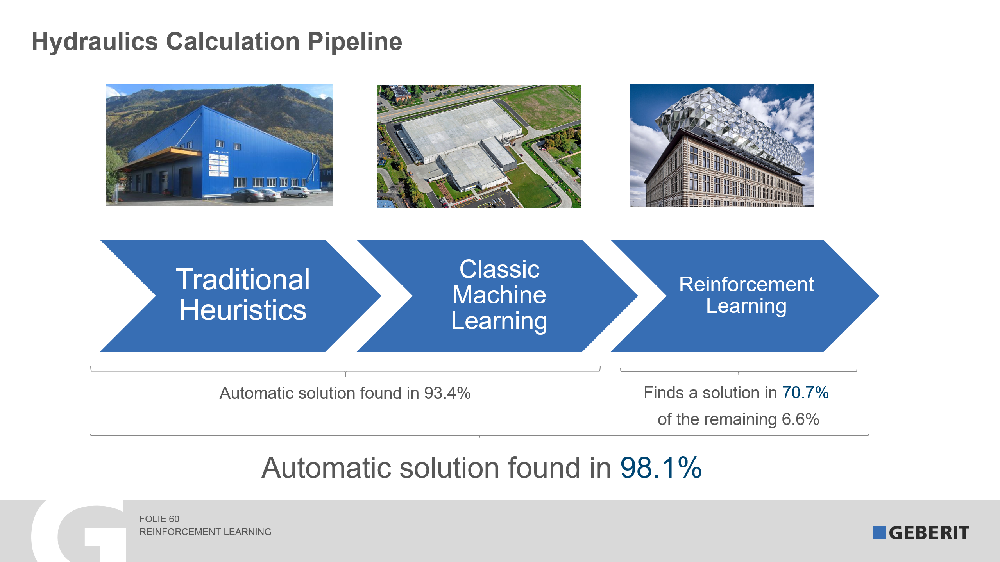 Hydraulics Calculation Pipeline
TTM
Traditional
Heuristics
Classic
Machine
Learning
Reinforcement
Learning
Automatic solution found in 93.4%
Finds a solution in 70.7%
of the remaining 6.6%
Automatic solution found in 98.1%
G
FOLIE 60
REINFORCEMENT LEARNING
GEBERIT